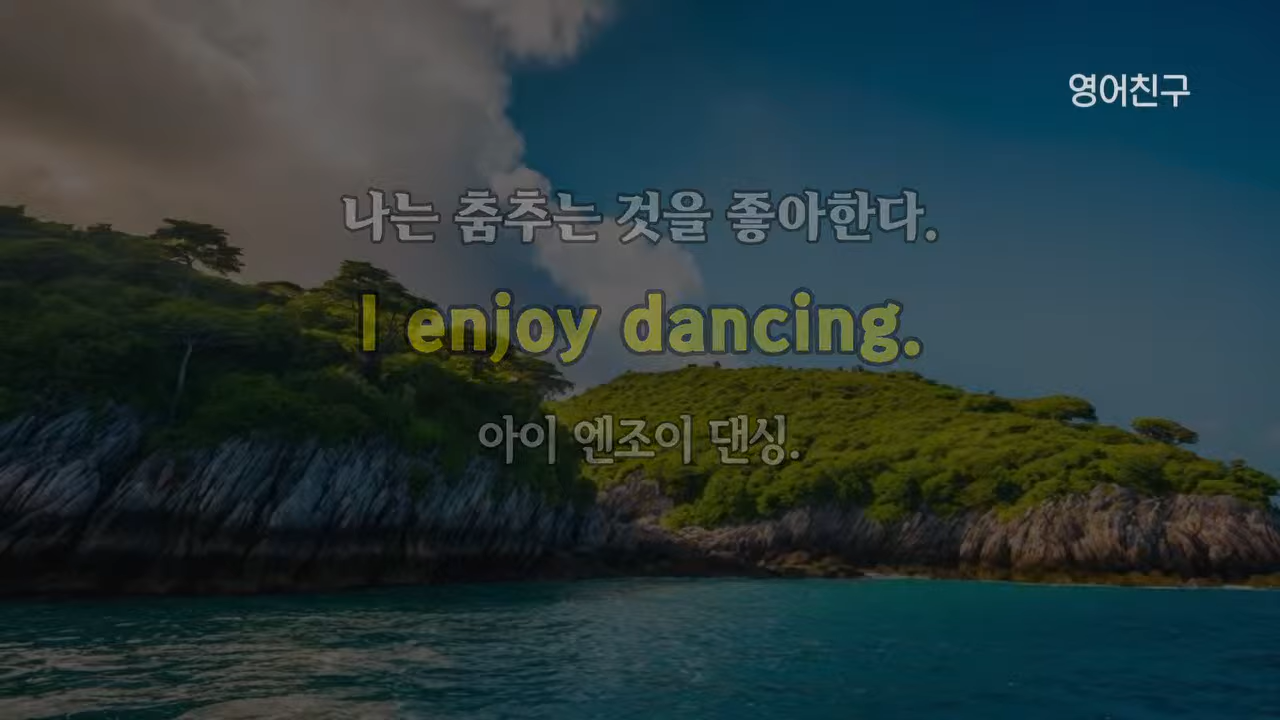 영어친구
나는 춤추는 것을 좋아한다.
I enjoy dancing.
아이 엔조이 댄싱.